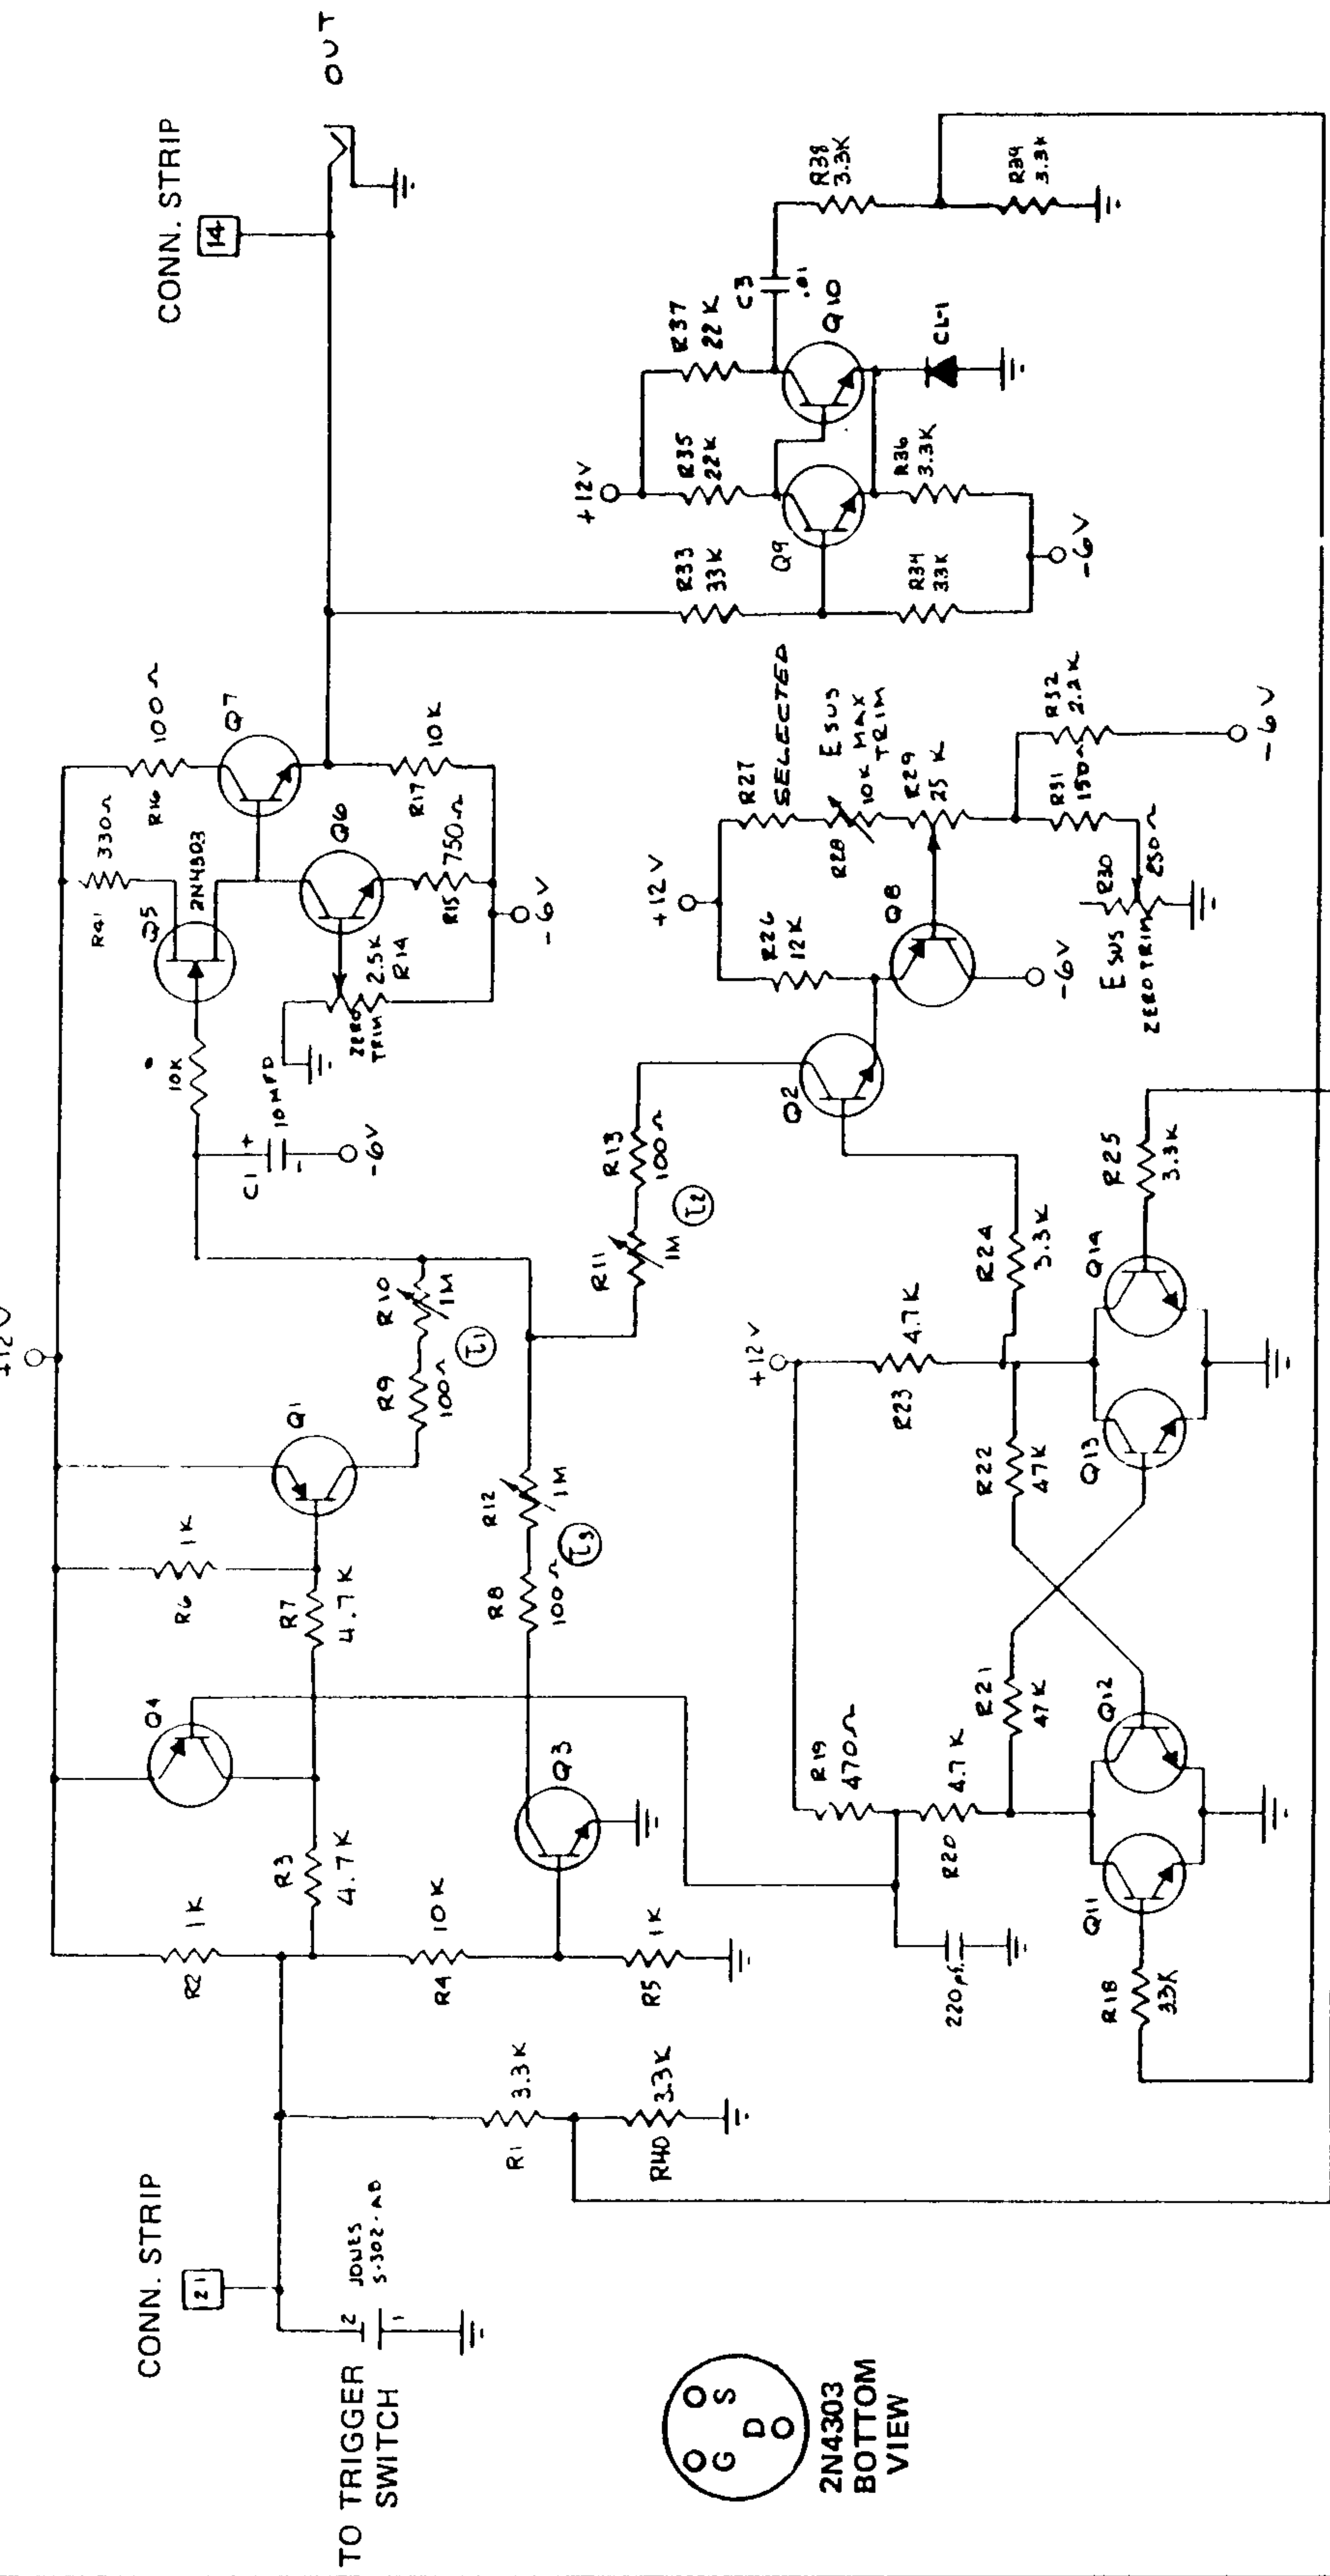 +12V
CONN. STRIP
21
TO TRIGGER
SWITCH
2
JONES
S-302-AB
1
R1
3.3K
R40
3.3K
R2
1K
R3
4.7K
R4
10K
R5
1K
Q4
Q3
R6
1K
R7
4.7K
Q1
R8
100Ω
R12
1M
τ3
R9
100Ω
R10
1M
τ1
C1
+
10MFD
-
-6V
10K
R11
1M
τ2
R13
100Ω
Q5
2N4303
R41
330Ω
ZERO
TRIM
2.5K
R14
Q6
R15
750Ω
-6V
R16
100Ω
Q7
R17
10K
CONN. STRIP
14
OUT
2N4303
BOTTOM
VIEW
G
S
D
220pf
R18
33K
Q11
Q12
R19
470Ω
R20
4.7K
R21
47K
R22
47K
+12V
R23
4.7K
R24
3.3K
Q13
Q14
R25
3.3K
Q2
Q8
+12V
R26
12K
-6V
R27
SELECTED
R28
10K
E SUS
MAX
TRIM
R29
25K
R31
150Ω
R32
2.2K
-6V
E SUS
ZERO TRIM
R30
250Ω
R33
33K
R34
33K
+12V
R35
22K
R37
22K
Q9
Q10
R36
3.3K
-6V
CL-1
C3
.01
R38
3.3K
R39
3.3K